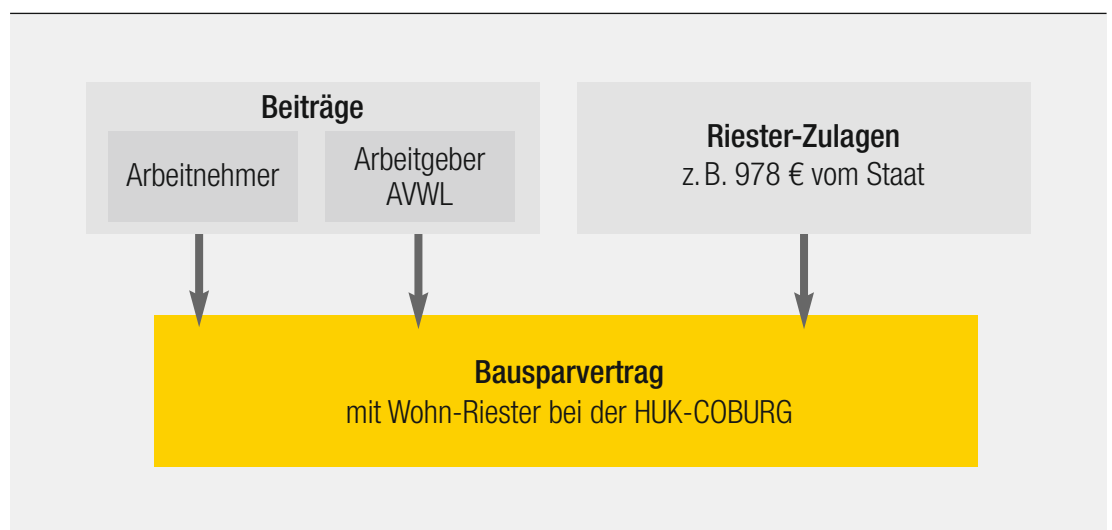 Beiträge
Arbeitnehmer
Arbeitgeber
AVWL
Riester-Zulagen
z. B. 978 € vom Staat
Bausparvertrag
mit Wohn-Riester bei der HUK-COBURG